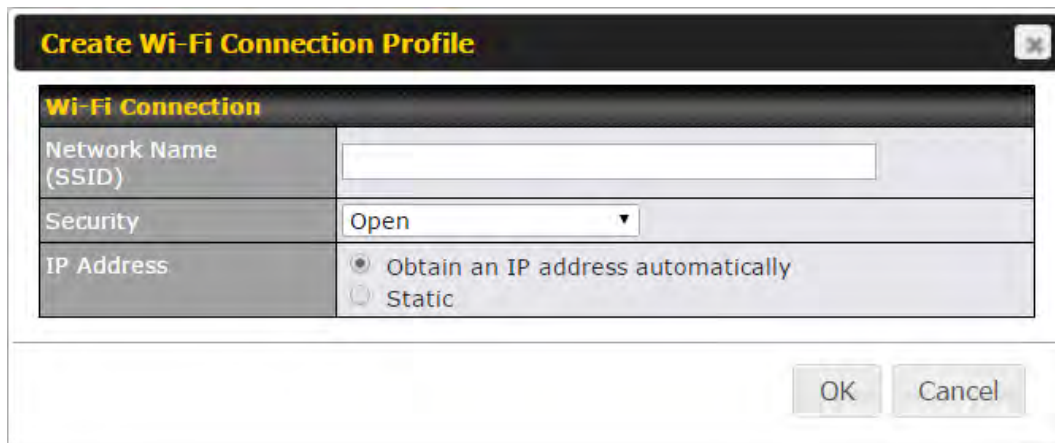 Create Wi-Fi Connection Profile
Wi-Fi Connection
Network Name
(SSID)
Security
Open
IP Address
Obtain an IP address automatically
Static
OK
Cancel